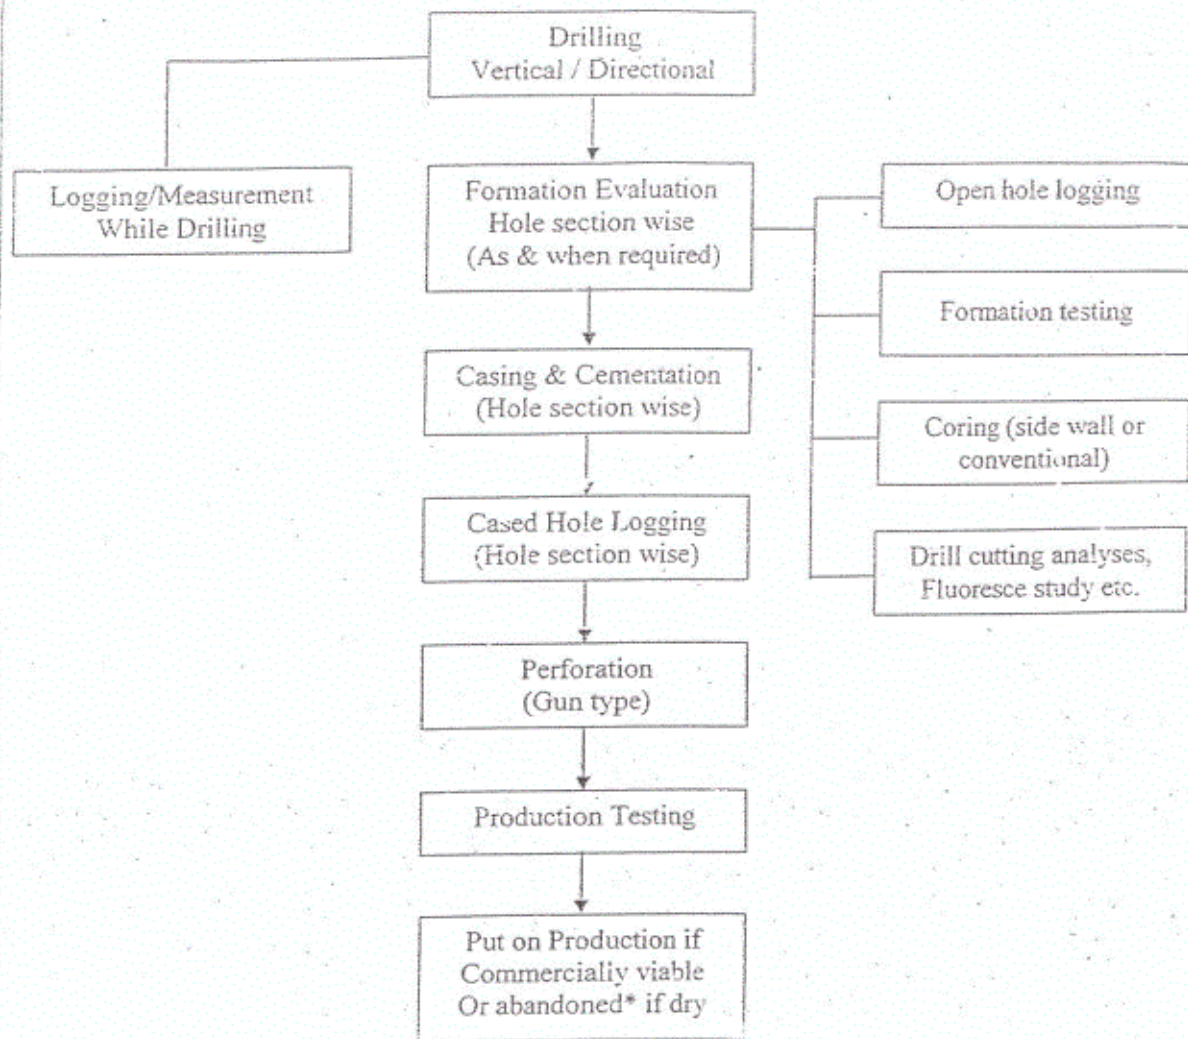 Drilling
Vertical / Directional
Logging/Measurement
While Drilling
Formation Evaluation
Hole section wise
(As & when required)
Open hole logging
Formation testing
Coring (side wall or
conventional)
Drill cutting analyses,
Fluoresce study etc.
Casing & Cementation
(Hole section wise)
Cased Hole Logging
(Hole section wise)
Perforation
(Gun type)
Production Testing
Put on Production if
Commercially viable
Or abandoned* if dry